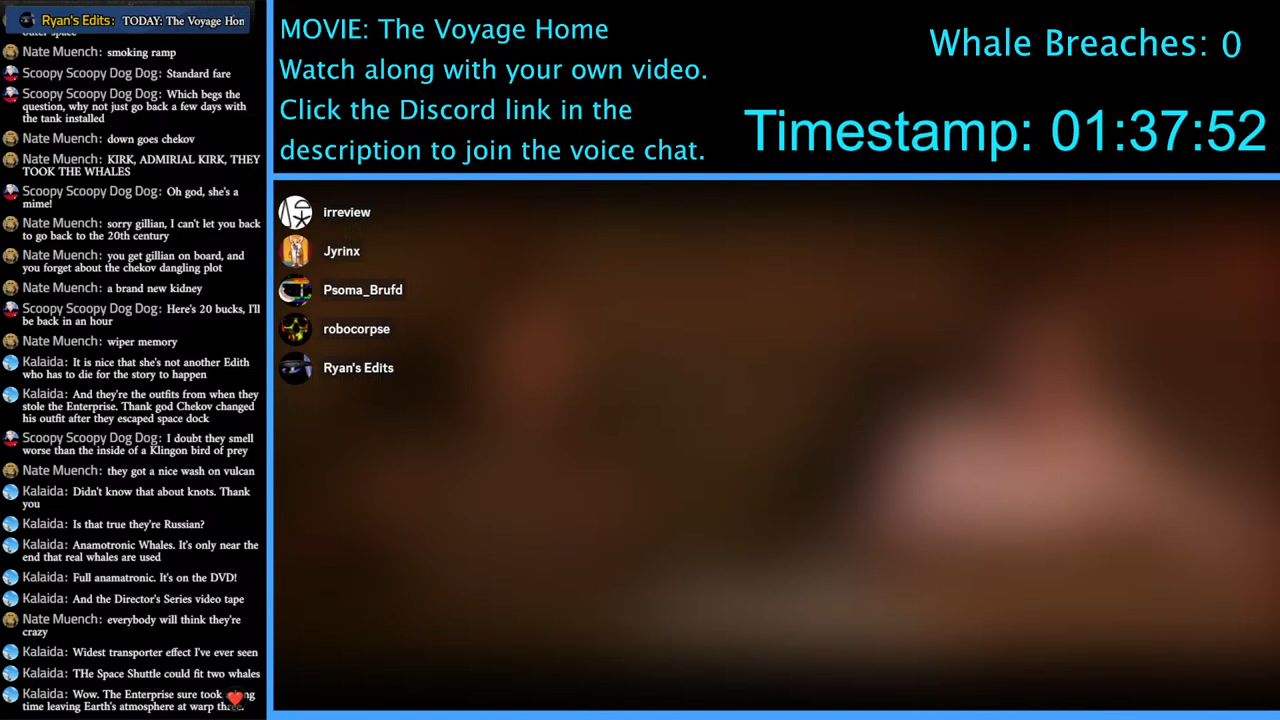 Ryan's Edits: TODAY: The Voyage Hon
outer space
Nate Muench: smoking ramp
Scoopy Scoopy Dog Dog: Standard fare
Scoopy Scoopy Dog Dog: Which begs the
question, why not just go back a few days with
the tank installed
Nate Muench: down goes chekov
Nate Muench: KIRK, ADMIRIAL KIRK, THEY
TOOK THE WHALES
Scoopy Scoopy Dog Dog: Oh god, she's a
mime!
Nate Muench: sorry gillian, I can't let you back
to go back to the 20th century
Nate Muench: you get gillian on board, and
you forget about the chekov dangling plot
Nate Muench: a brand new kidney
Scoopy Scoopy Dog Dog: Here's 20 bucks, I'll
be back in an hour
Nate Muench: wiper memory
Kalaida: It is nice that she's not another Edith
who has to die for the story to happen
Kalaida: And they're the outfits from when they
stole the Enterprise. Thank god Chekov changed
his outfit after they escaped space dock
Scoopy Scoopy Dog Dog: I doubt they smell
worse than the inside of a Klingon bird of prey
Nate Muench: they got a nice wash on vulcan
Kalaida: Didn't know that about knots. Thank
you
Kalaida: Is that true they're Russian?
Kalaida: Anamotronic Whales. It's only near the
end that real whales are used
Kalaida: Full anamatronic. It's on the DVD!
Kalaida: And the Director's Series video tape
Nate Muench: everybody will think they're
crazy
Kalaida: Widest transporter effect I've ever seen
Kalaida: THe Space Shuttle could fit two whales
Kalaida: Wow. The Enterprise sure took
time leaving Earth's atmosphere at warp
MOVIE: The Voyage Home
Watch along with your own video.
Click the Discord link in the
description to join the voice chat.
Whale Breaches: 0
Timestamp: 01:37:52
irreview
Jyrinx
Psoma_Brufd
robocorpse
Ryan's Edits